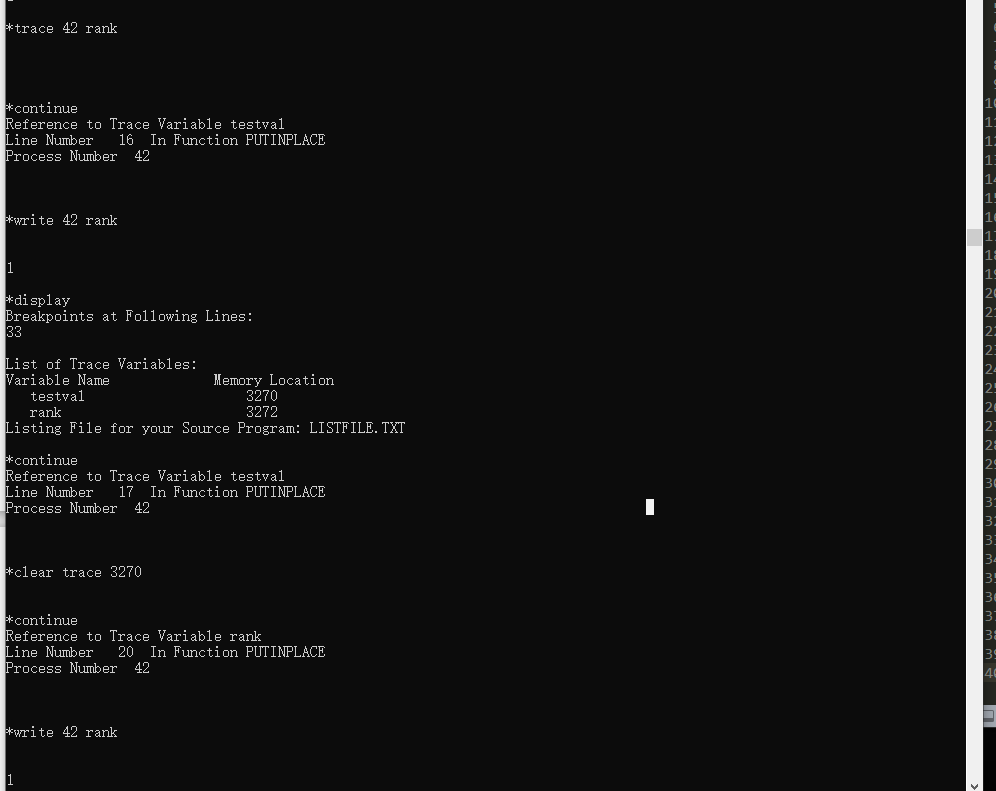 *trace 42 rank
*continue
Reference to Trace Variable testval
Line Number   16  In Function PUTINPLACE
Process Number  42
*write 42 rank
1
*display
Breakpoints at Following Lines:
33
List of Trace Variables:
Variable Name             Memory Location
   testval                    3270
   rank                       3272
Listing File for your Source Program: LISTFILE.TXT
*continue
Reference to Trace Variable testval
Line Number   17  In Function PUTINPLACE
Process Number  42
*clear trace 3270
*continue
Reference to Trace Variable rank
Line Number   20  In Function PUTINPLACE
Process Number  42
*write 42 rank
1